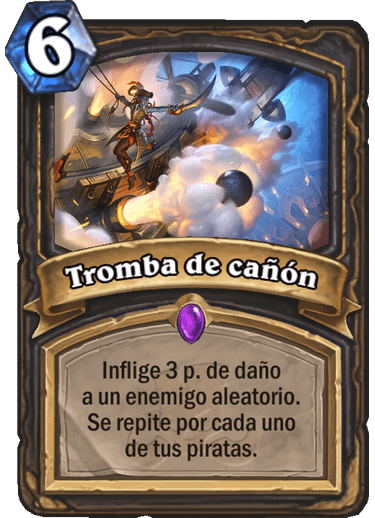 6
Tromba de cañón
Inflige 3 p. de daño
a un enemigo aleatorio.
Se repite por cada uno
de tus piratas.